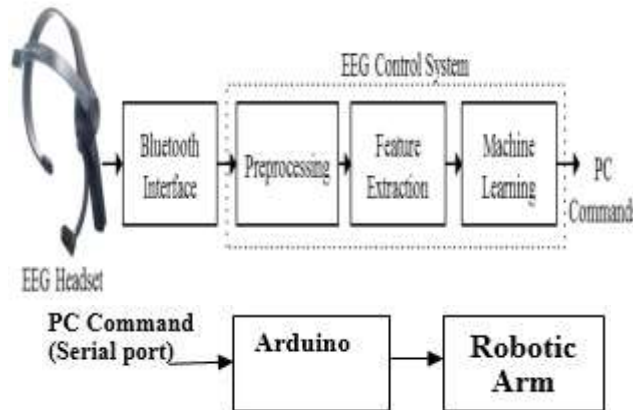 EEG Control System
Bluetooth
Interface
Preprocessing
Feature
Extraction
Machine
Learning
PC
Command
EEG Headset
PC Command
(Serial port)
Arduino
Robotic
Arm